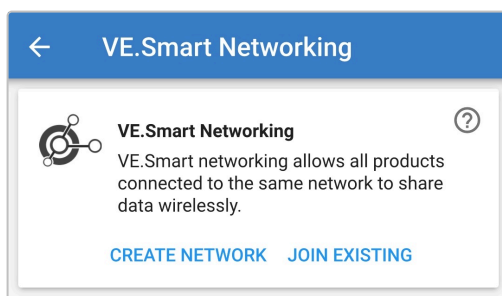 VE.Smart Networking
VE.Smart Networking
VE.Smart networking allows all products
connected to the same network to share
data wirelessly.
CREATE NETWORK JOIN EXISTING